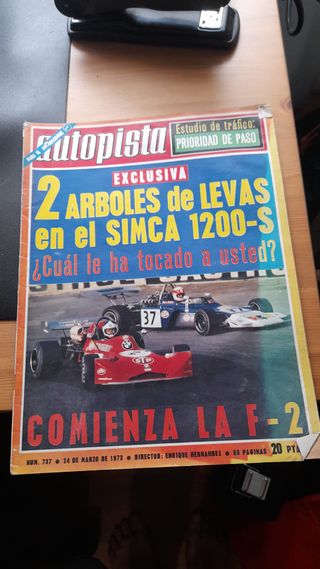 autopista
Estudio de tráfico:
PRIORIDAD DE PASO
EXCLUSIVA
2 ARBOLES de LEVAS
en el SIMCA 1200-S
¿Cuál le ha tocado a usted?
37
STP
COMIENZA LA F-2
NUM. 737 • 24 DE MARZO DE 1973 • DIRECTOR: ENRIQUE HERNANDEZ • 60 PAGINAS 20 PTA